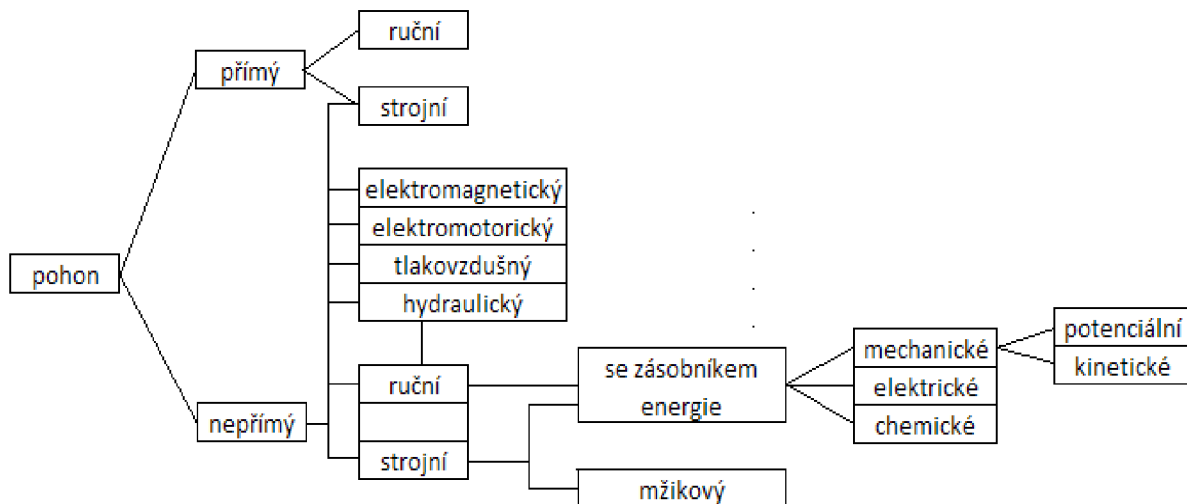 ruční
přímý
strojní
elektromagnetický
elektromotorický
tlakovzdušný
pohon
hydraulický
potenciální
mechanické
kinetické
ruční
se zásobníkem
energie
elektrické
nepřímý
chemické
strojní
mžikový